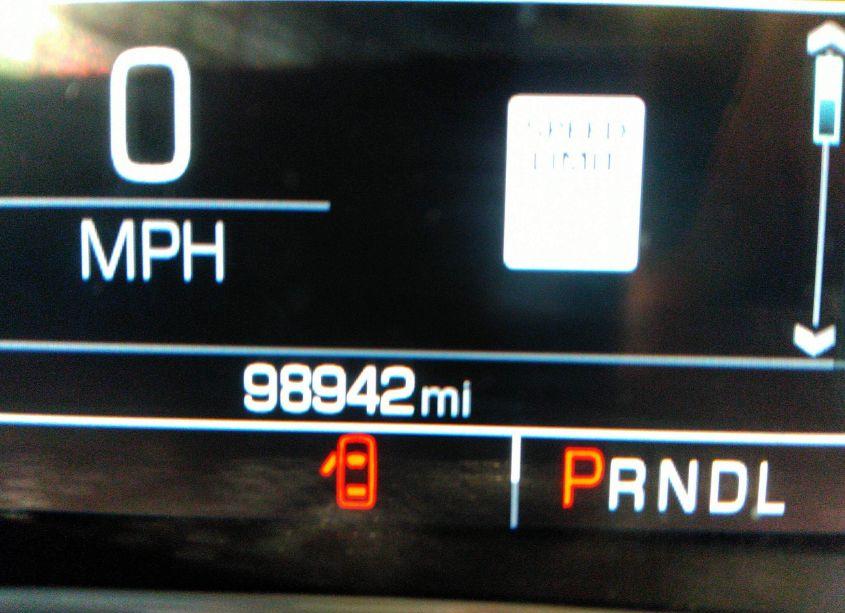 0
MPH
SPEED
LIMIT
98942 mi
PRNDL